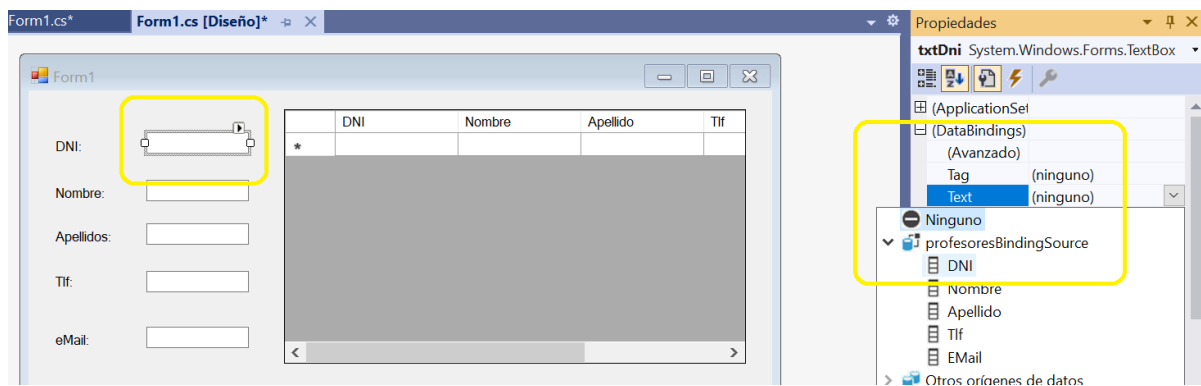 Form1.cs*
Form1.cs [Diseño]*
Form1
DNI:
Nombre:
Apellidos:
Tlf:
eMail:
DNI Nombre Apellido Tlf
*
Propiedades
txtDni System.Windows.Forms.TextBox
(ApplicationSet
(DataBindings)
(Avanzado)
Tag (ninguno)
Text (ninguno)
Ninguno
profesoresBindingSource
DNI
Nombre
Apellido
Tlf
EMail
Otros orígenes de datos